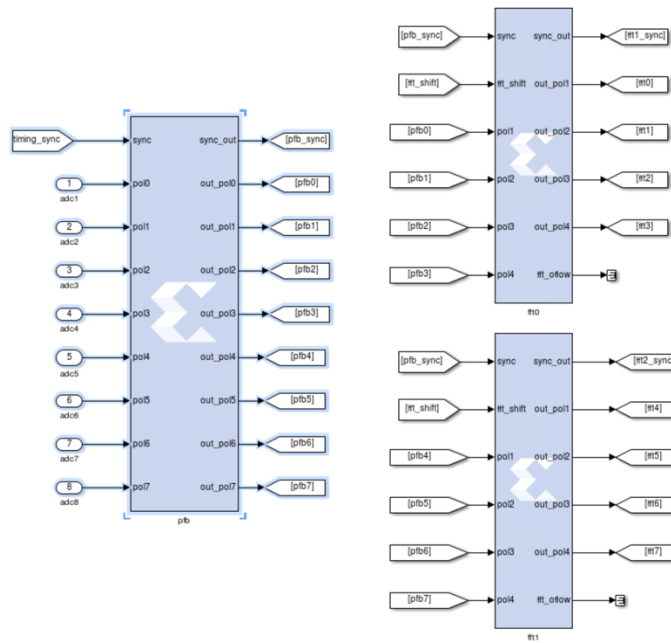 timing_sync sync sync_out [pfb_sync]
1 pol0 out_pol0 [pfb0]
adc1
2 pol1 out_pol1 [pfb1]
adc2
3 pol2 out_pol2 [pfb2]
adc3
4 pol3 out_pol3 [pfb3]
adc4
5 pol4 out_pol4 [pfb4]
adc5
6 pol5 out_pol5 [pfb5]
adc6
7 pol6 out_pol6 [pfb6]
adc7
8 pol7 out_pol7 [pfb7]
adc8
pfb
[pfb_sync] sync sync_out [fft1_sync]
[fft_shift] fft_shift out_pol1 [fft0]
[pfb0] pol1 out_pol2 [fft1]
[pfb1] pol2 out_pol3 [fft2]
[pfb2] pol3 out_pol4 [fft3]
[pfb3] pol4 fft_oflow
fft0
[pfb_sync] sync sync_out [fft2_sync
[fft_shift] fft_shift out_pol1 [fft4]
[pfb4] pol1 out_pol2 [fft5]
[pfb5] pol2 out_pol3 [fft6]
[pfb6] pol3 out_pol4 [fft7]
[pfb7] pol4 fft_oflow
fft1